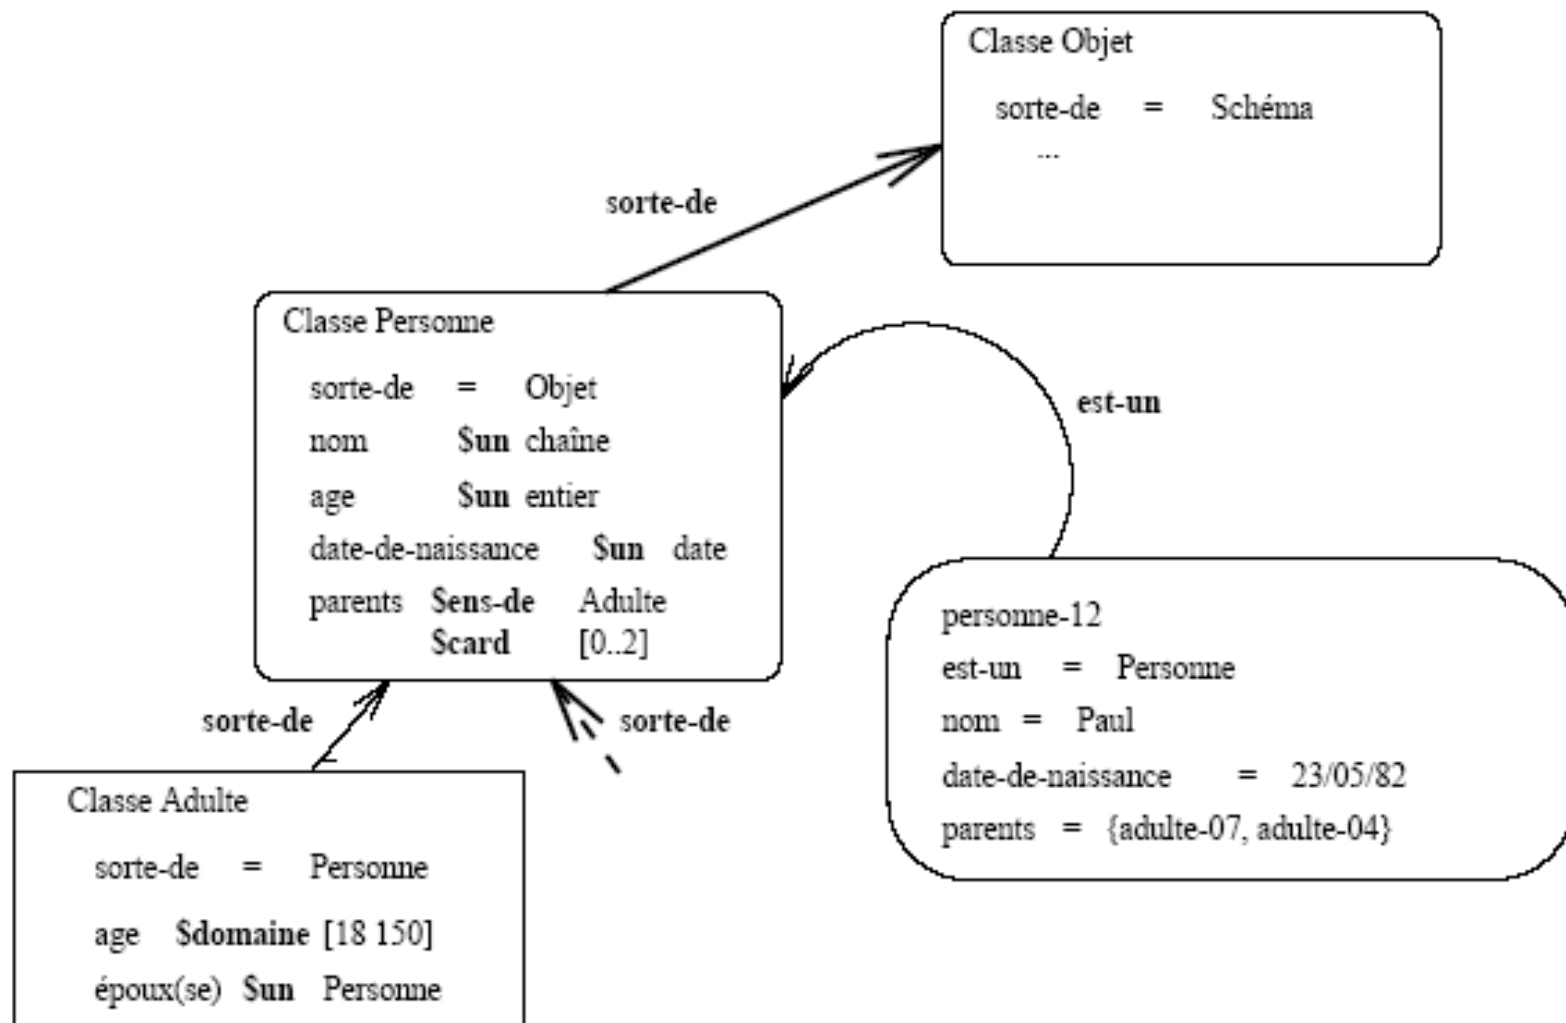 Classe Objet
sorte-de = Schéma
...
sorte-de
Classe Personne
sorte-de = Objet
nom $un chaîne
age $un entier
date-de-naissance $un date
parents $ens-de Adulte
$card [0..2]
est-un
personne-12
est-un = Personne
nom = Paul
date-de-naissance = 23/05/82
parents = {adulte-07, adulte-04}
sorte-de
sorte-de
Classe Adulte
sorte-de = Personne
age $domaine [18 150]
époux(se) $un Personne